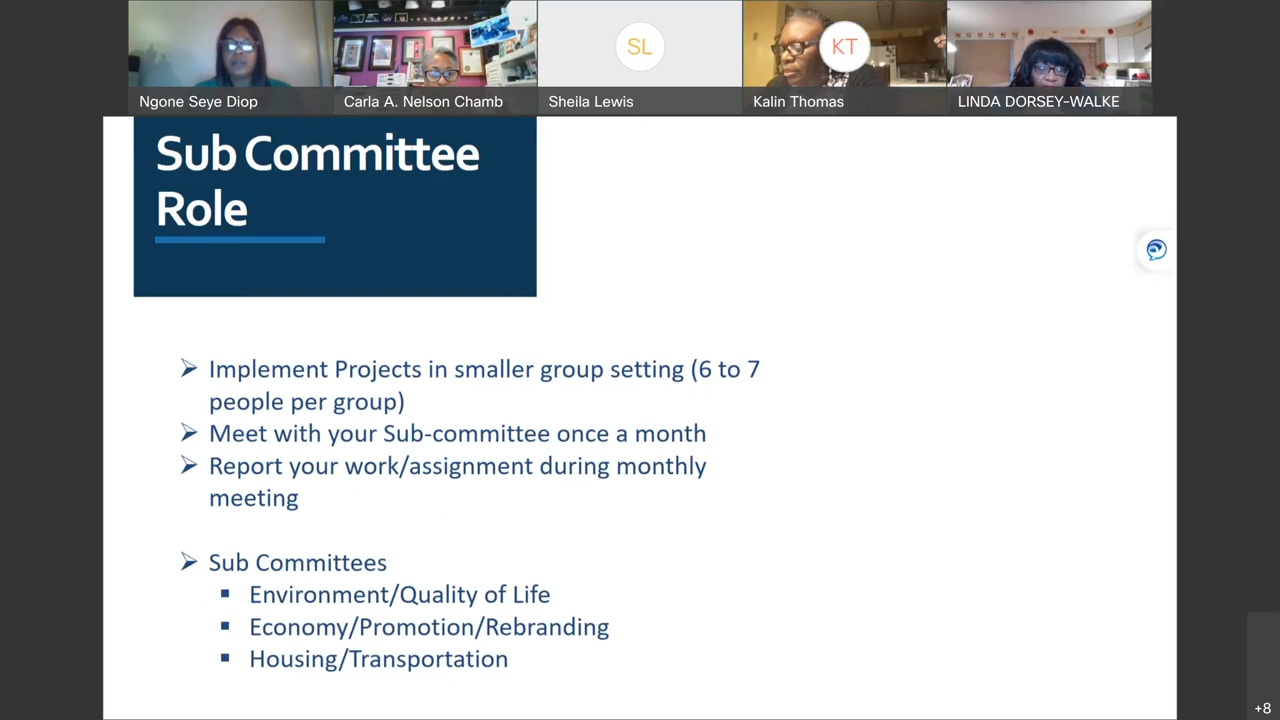 SL
KT
Ngone Seye Diop
Carla A. Nelson Chamb
Sheila Lewis
Kalin Thomas
LINDA DORSEY-WALKE
Sub Committee
Role
Implement Projects in smaller group setting (6 to 7
people per group)
Meet with your Sub-committee once a month
Report your work/assignment during monthly
meeting
Sub Committees
Environment/Quality of Life
Economy/Promotion/Rebranding
Housing/Transportation
+8